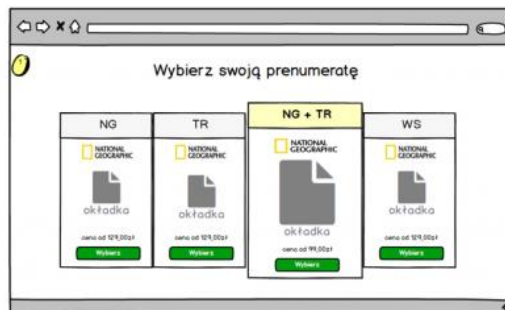 Wybierz swoją prenumeratę
NG
NATIONAL
GEOGRAPHIC
okładka
cena od 129,00zł
Wybierz
TR
NATIONAL
GEOGRAPHIC
okładka
cena od 129,00zł
Wybierz
NG + TR
NATIONAL
GEOGRAPHIC
okładka
cena od 99,00zł
Wybierz
WS
NATIONAL
GEOGRAPHIC
okładka
cena od 129,00zł
Wybierz